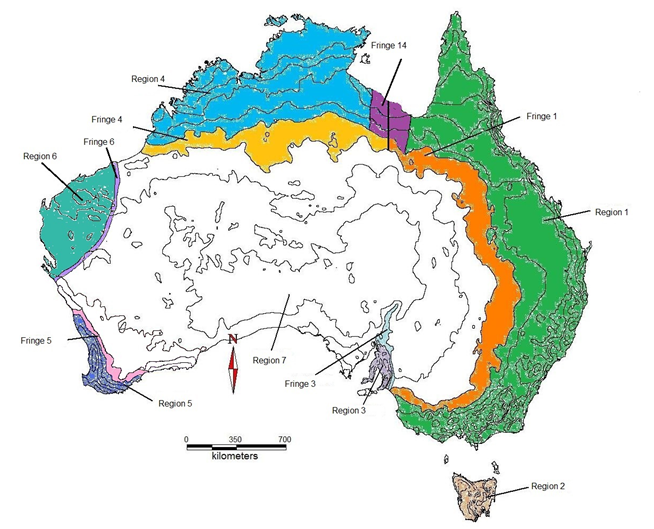 Fringe 14
Region 4
Fringe 4
Fringe 1
Fringe 6
Region 6
Region 1
Fringe 5
N
Region 7
Fringe 3
Region 5
Region 3
0 350 700
kilometers
Region 2